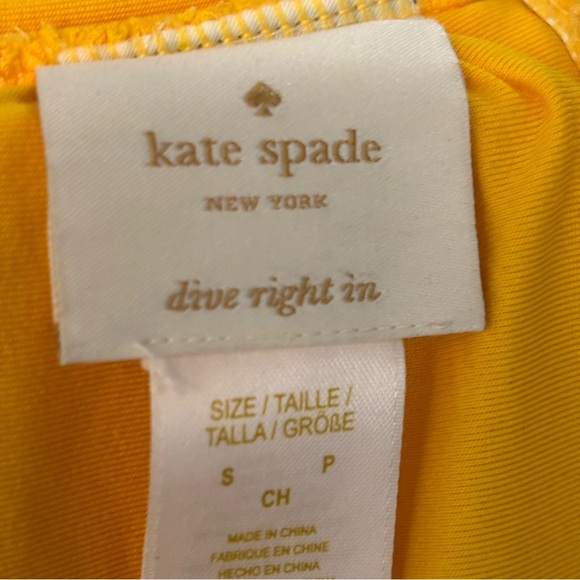 kate spade
NEW YORK
dive right in
SIZE / TAILLE /
TALLA / GRÖßE
S P
CH
MADE IN CHINA
FABRIQUE EN CHINE
HECHO EN CHINA